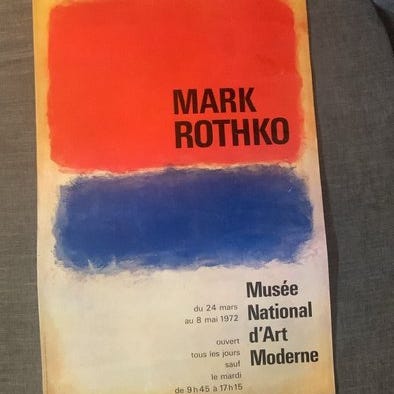 MARK
ROTHKO
Musée
National
d'Art
Moderne
du 24 mars
au 8 mai 1972
ouvert
tous les jours
sauf
le mardi
de 9h45 à 17h15